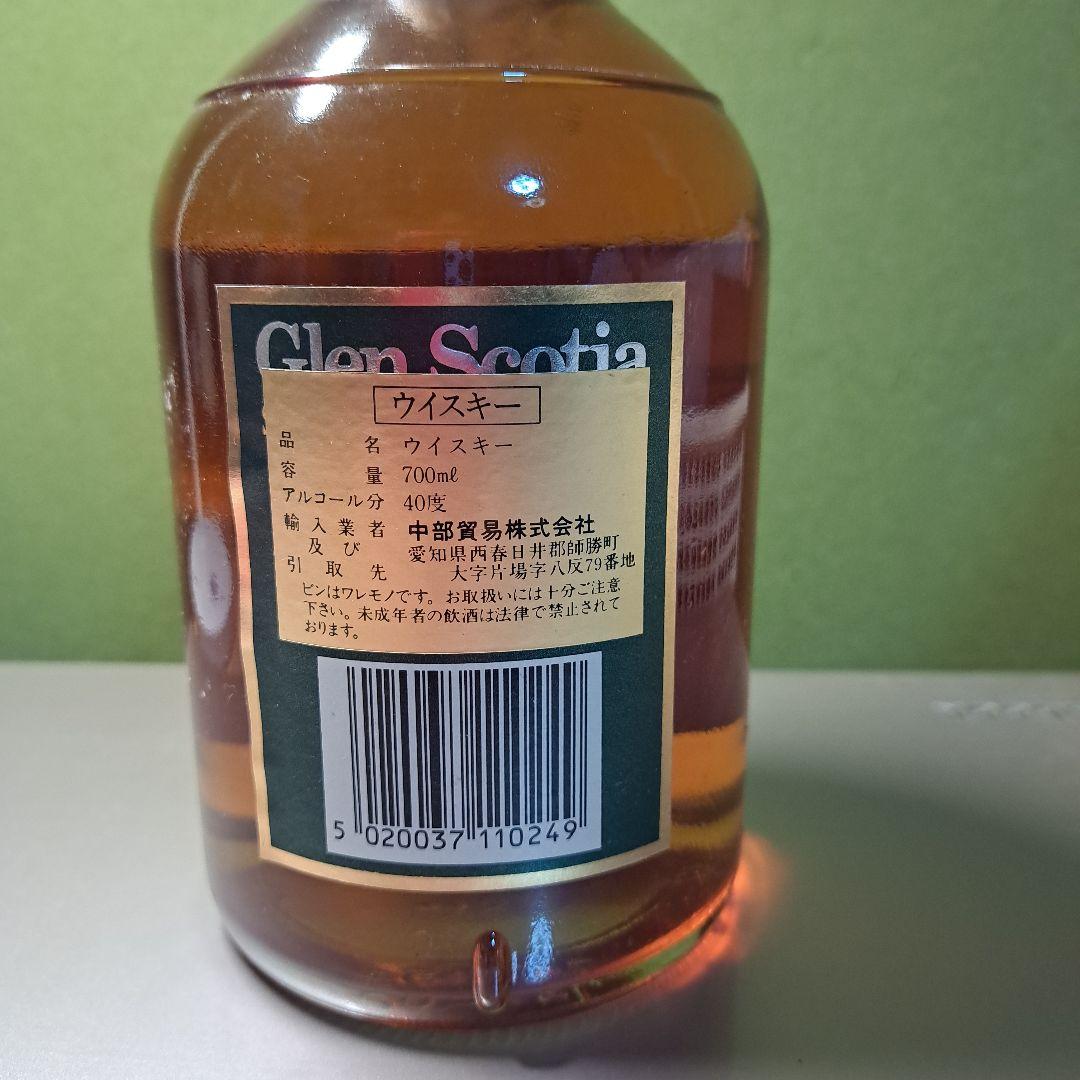 Glen Scotia
ウイスキー
品名 ウイスキー
容量 700mℓ
アルコール分 40度
輸入業者 中部貿易株式会社
及び 愛知県西春日井郡師勝町
引取先 大字片場字八反79番地
ビンはワレモノです。お取扱いには十分ご注意
下さい。未成年者の飲酒は法律で禁止されて
おります。
5 020037 110249